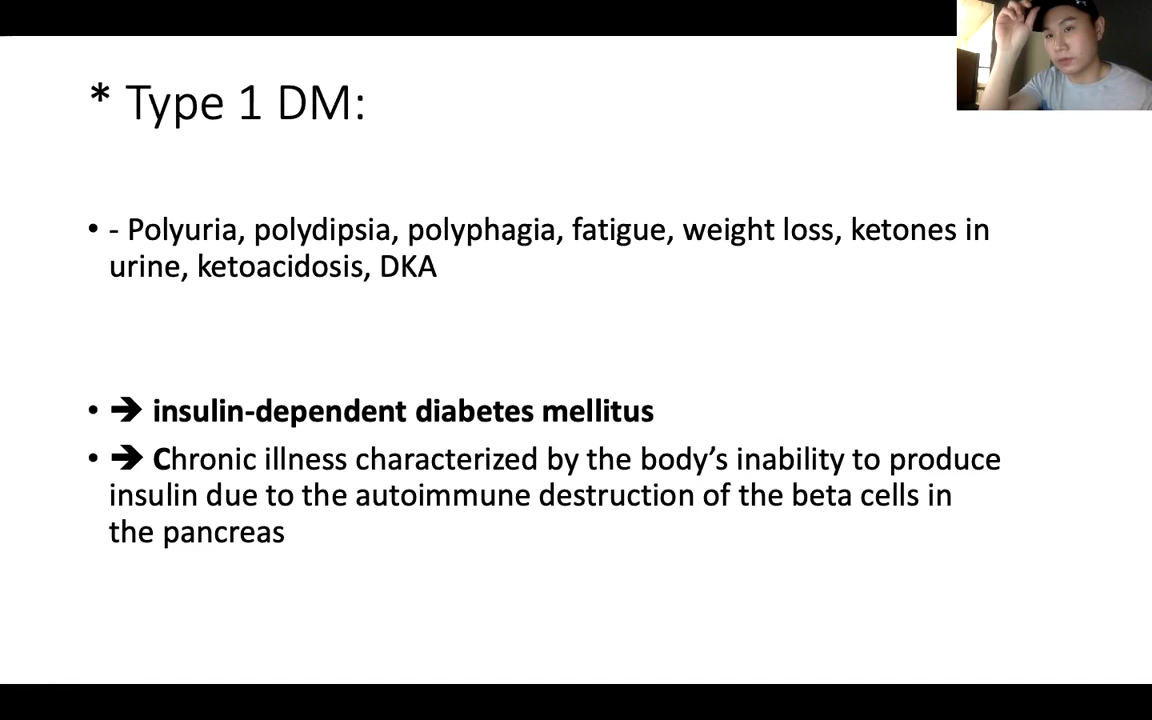 * Type 1 DM:
• - Polyuria, polydipsia, polyphagia, fatigue, weight loss, ketones in
urine, ketoacidosis, DKA
• ➔ insulin-dependent diabetes mellitus
• ➔ Chronic illness characterized by the body’s inability to produce
insulin due to the autoimmune destruction of the beta cells in
the pancreas